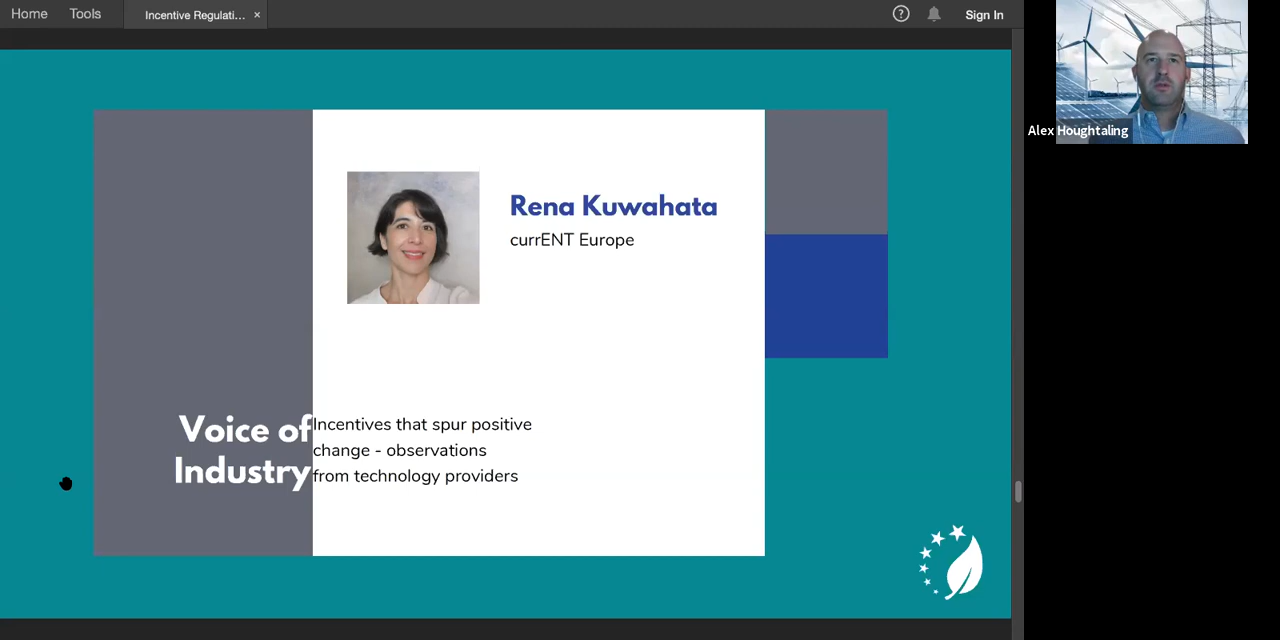 Home
Tools
Incentive Regulati... ×
?
Sign In
Alex Houghtaling
Rena Kuwahata
currENT Europe
Voice of
Industry
Incentives that spur positive
change - observations
from technology providers